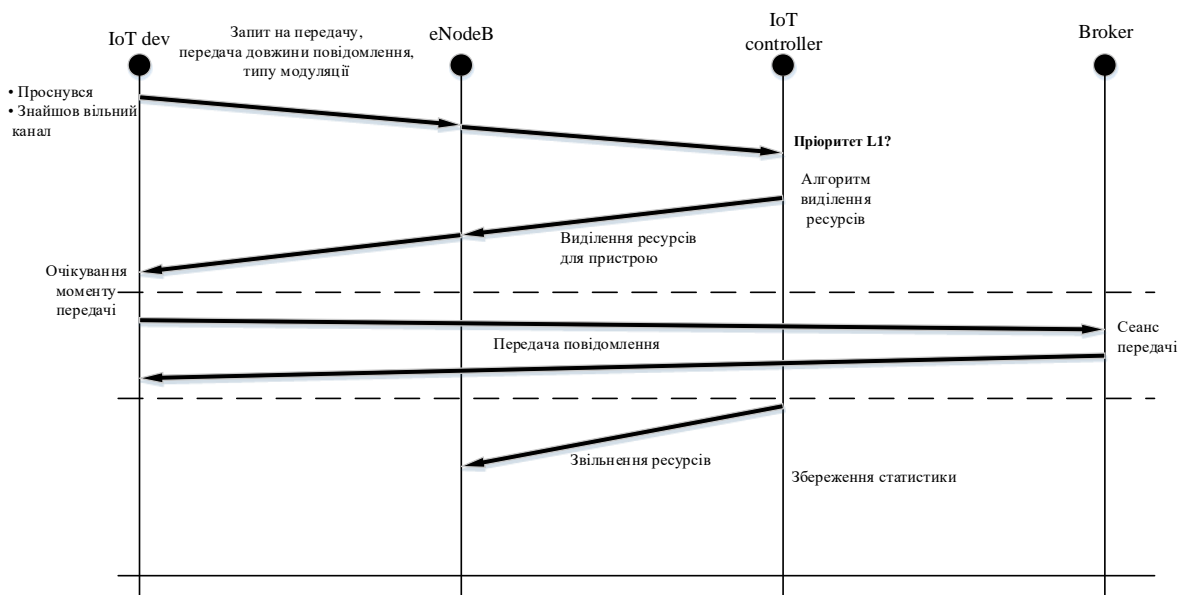 IoT dev
Запит на передачу,
передача довжини повідомлення,
типу модуляції
eNodeB
IoT
controller
Broker
• Проснувся
• Знайшов вільний
канал
Пріоритет L1?
Алгоритм
виділення
ресурсів
Виділення ресурсів
для пристрою
Очікування
моменту
передачі
Передача повідомлення
Сеанс
передачі
Звільнення ресурсів
Збереження статистики